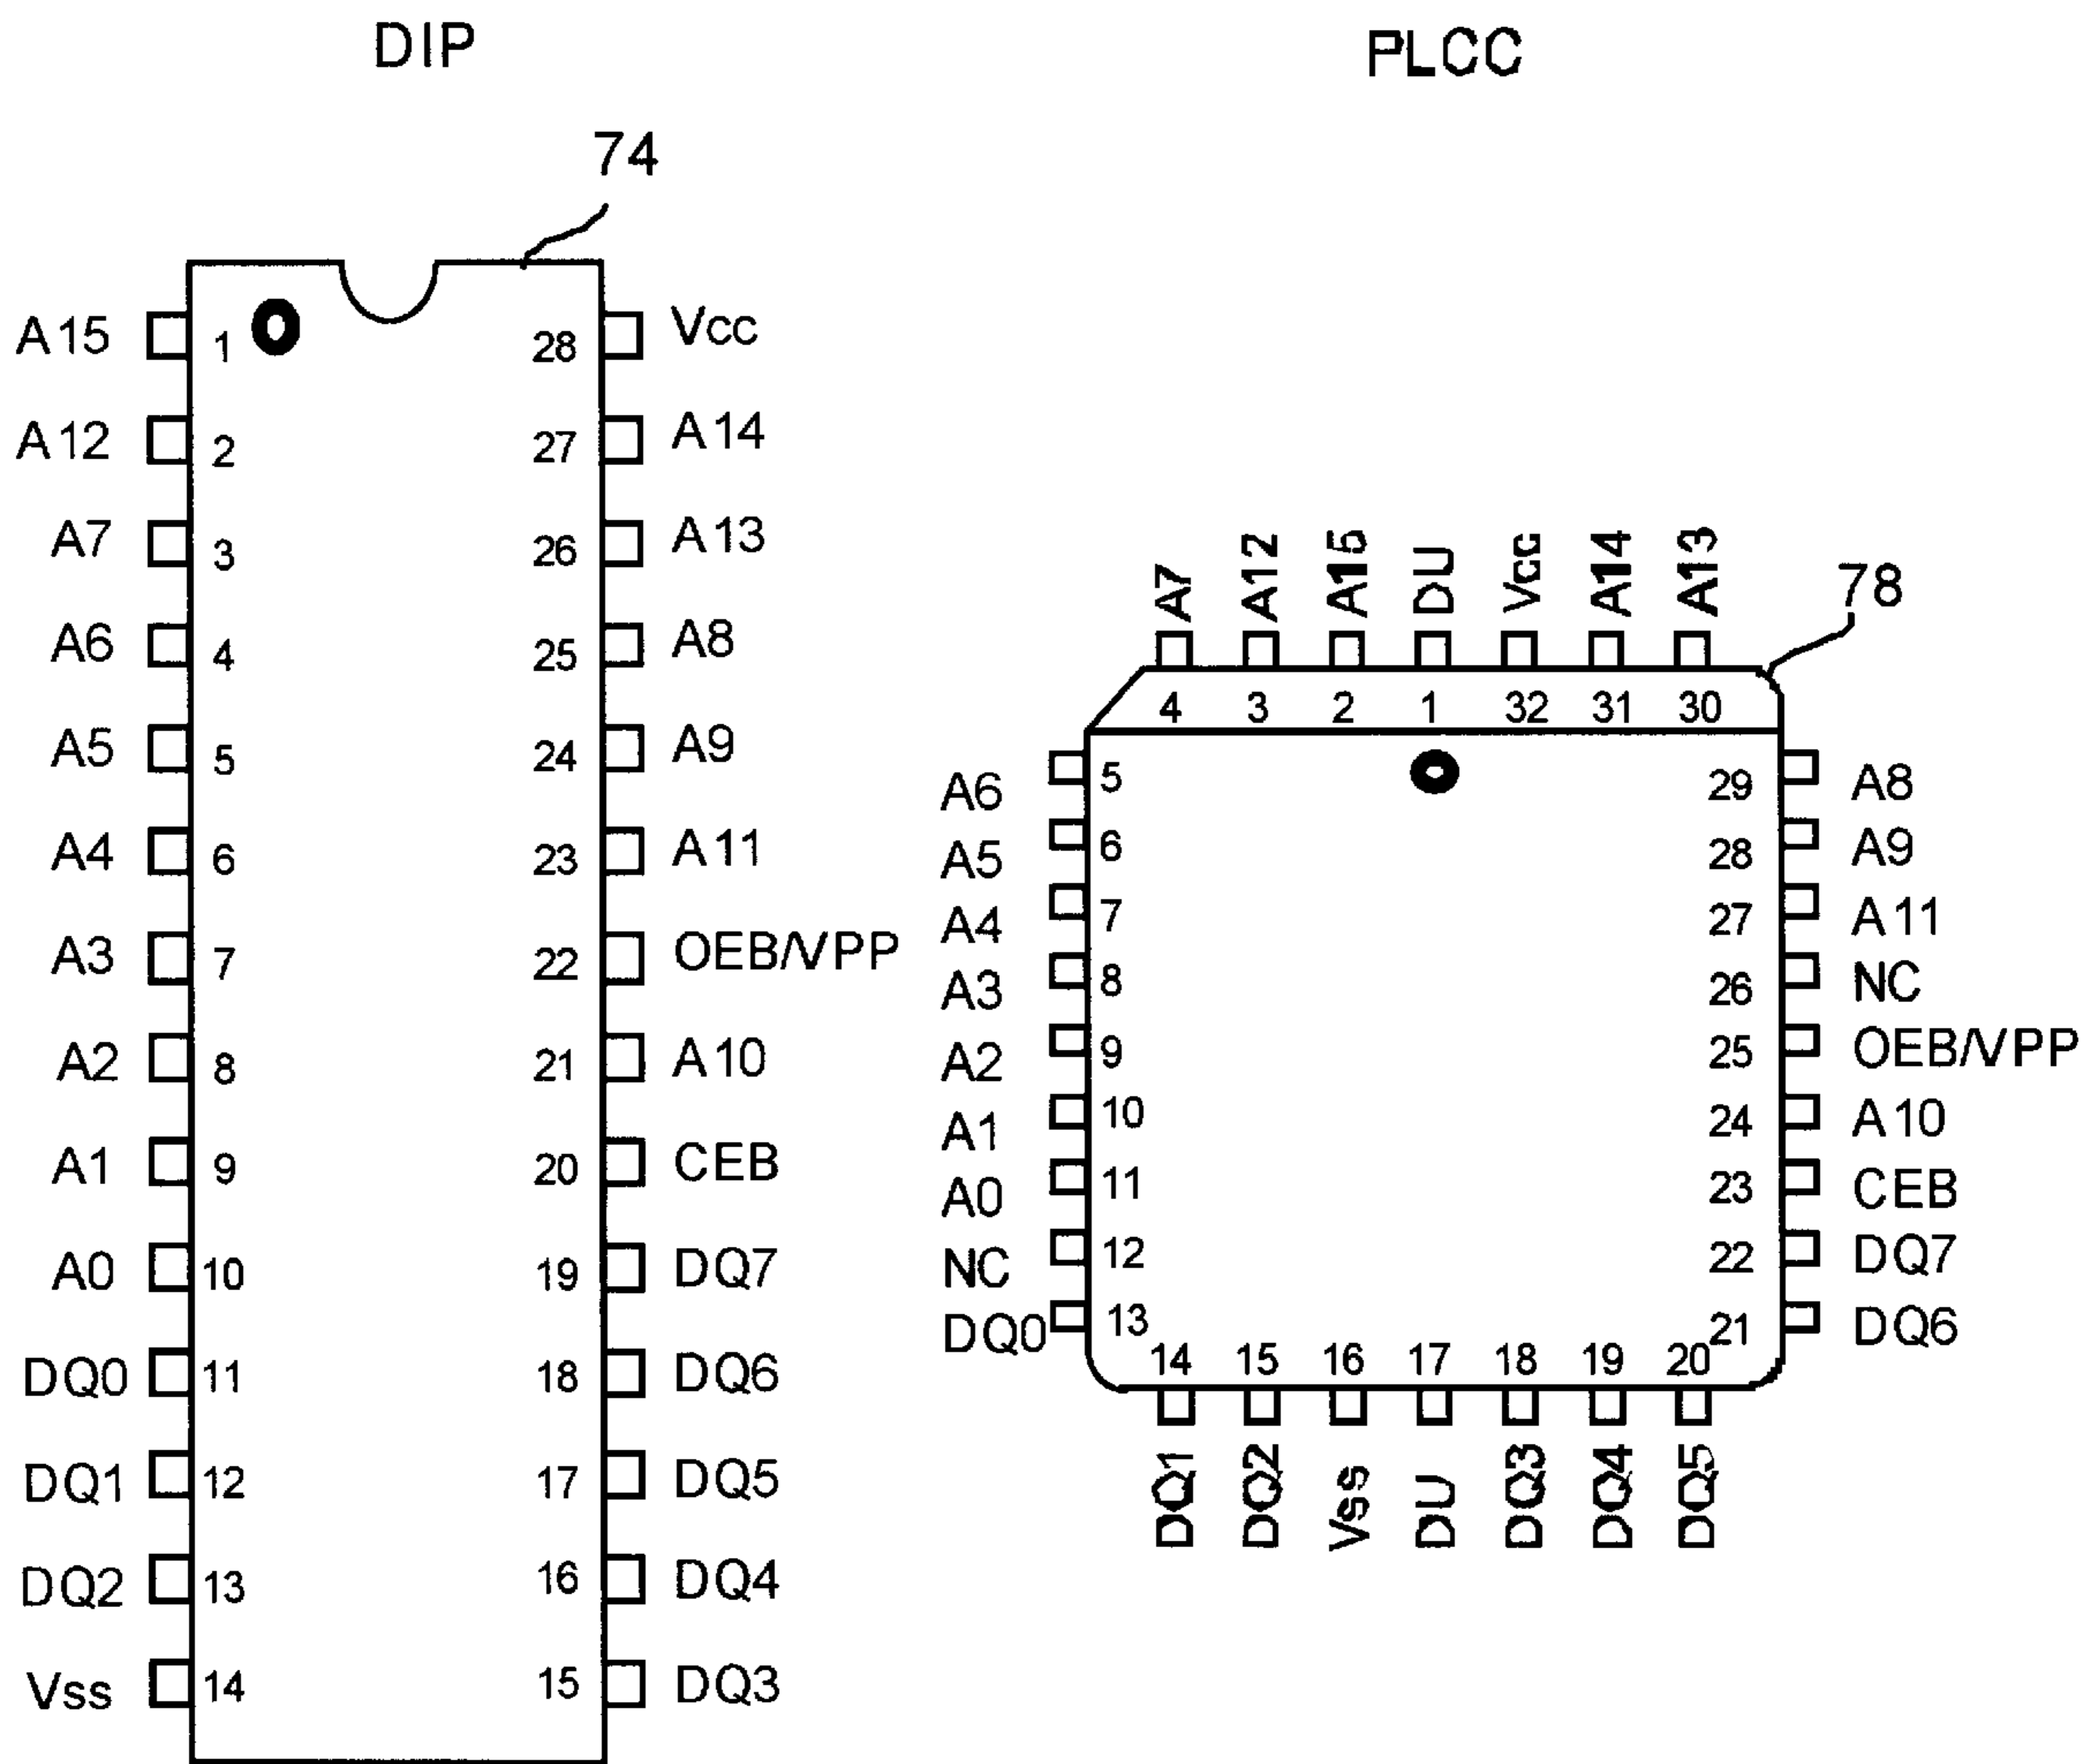 DIP
74
A15 1 28 Vcc
A12 2 27 A14
A7 3 26 A13
A6 4 25 A8
A5 5 24 A9
A4 6 23 A11
A3 7 22 OEB/VPP
A2 8 21 A10
A1 9 20 CEB
A0 10 19 DQ7
DQ0 11 18 DQ6
DQ1 12 17 DQ5
DQ2 13 16 DQ4
Vss 14 15 DQ3
PLCC
78
A7 A12 A15 DU Vcc A14 A13
4 3 2 1 32 31 30
A6 5 29 A8
A5 6 28 A9
A4 7 27 A11
A3 8 26 NC
A2 9 25 OEB/VPP
A1 10 24 A10
A0 11 23 CEB
NC 12 22 DQ7
DQ0 13 21 DQ6
14 15 16 17 18 19 20
DQ1 DQ2 Vss DU DQ3 DQ4 DQ5